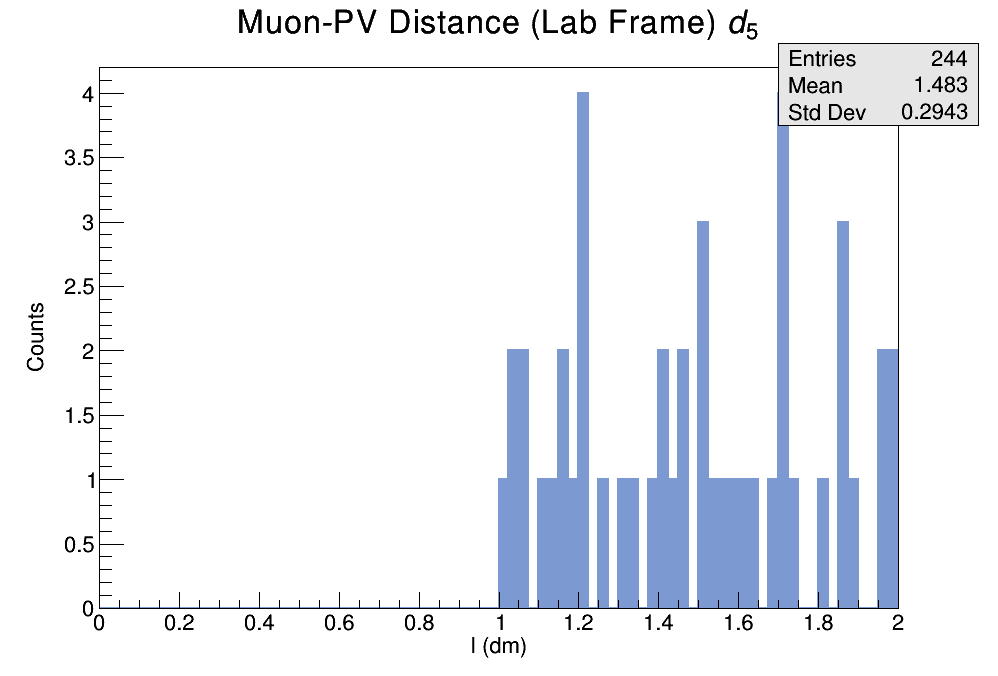 Muon-PV Distance (Lab Frame) d5
Entries 244
Mean 1.483
Std Dev 0.2943
4
3.5
3
2.5
2
1.5
1
0.5
0
Counts
0 0.2 0.4 0.6 0.8 1 1.2 1.4 1.6 1.8 2
l (dm)